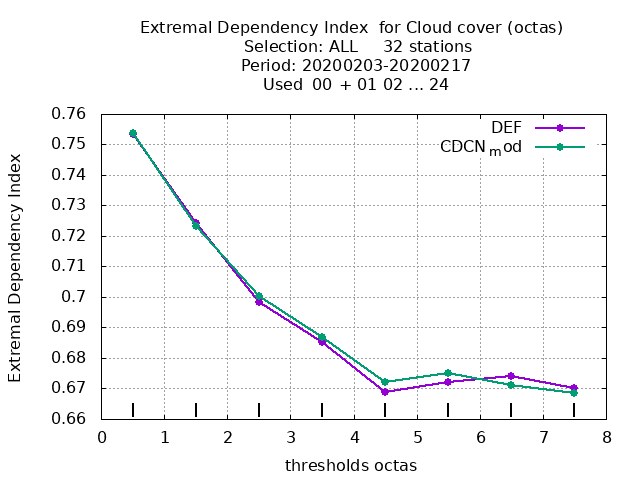 Extremal Dependency Index for Cloud cover (octas)
Selection: ALL 32 stations
Period: 20200203-20200217
Used 00 + 01 02 ... 24
0.76
0.75
0.74
0.73
0.72
0.71
0.7
0.69
0.68
0.67
0.66
Extremal Dependency Index
DEF
CDCNmod
0 1 2 3 4 5 6 7 8
thresholds octas